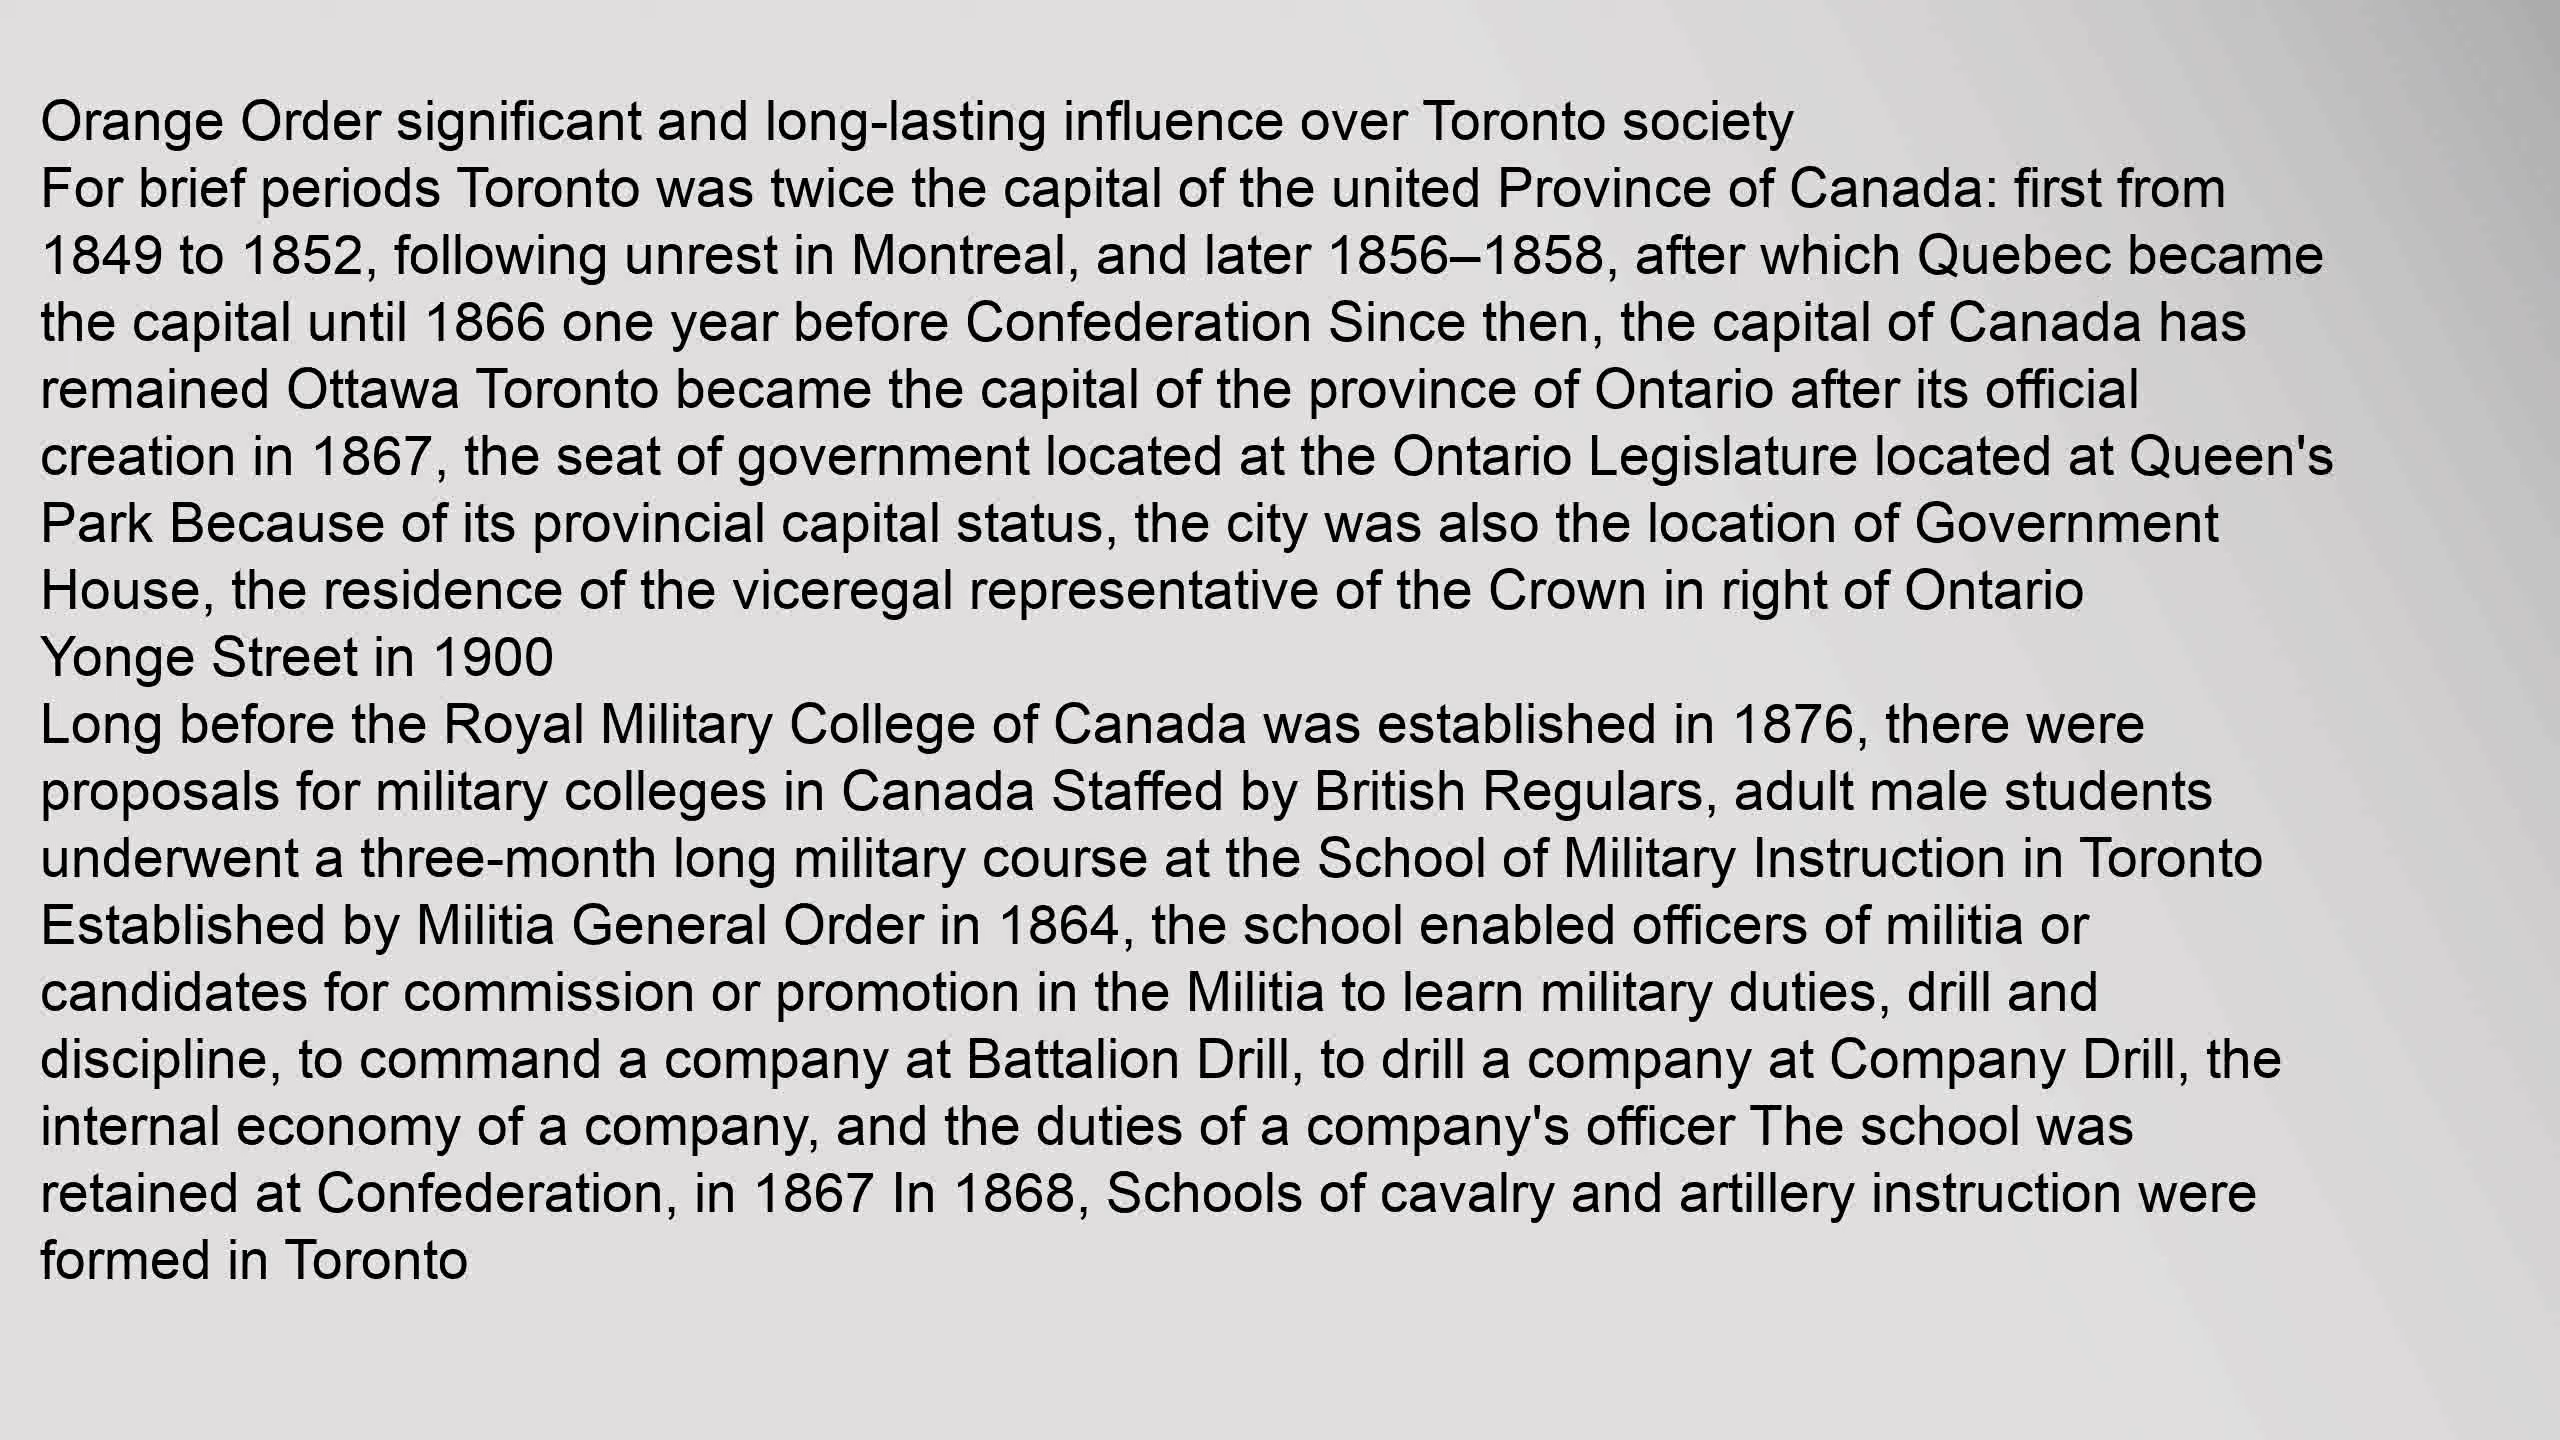 Orange Order significant and long-lasting influence over Toronto society
For brief periods Toronto was twice the capital of the united Province of Canada: first from
1849 to 1852, following unrest in Montreal, and later 1856–1858, after which Quebec became
the capital until 1866 one year before Confederation Since then, the capital of Canada has
remained Ottawa Toronto became the capital of the province of Ontario after its official
creation in 1867, the seat of government located at the Ontario Legislature located at Queen's
Park Because of its provincial capital status, the city was also the location of Government
House, the residence of the viceregal representative of the Crown in right of Ontario
Yonge Street in 1900
Long before the Royal Military College of Canada was established in 1876, there were
proposals for military colleges in Canada Staffed by British Regulars, adult male students
underwent a three-month long military course at the School of Military Instruction in Toronto
Established by Militia General Order in 1864, the school enabled officers of militia or
candidates for commission or promotion in the Militia to learn military duties, drill and
discipline, to command a company at Battalion Drill, to drill a company at Company Drill, the
internal economy of a company, and the duties of a company's officer The school was
retained at Confederation, in 1867 In 1868, Schools of cavalry and artillery instruction were
formed in Toronto